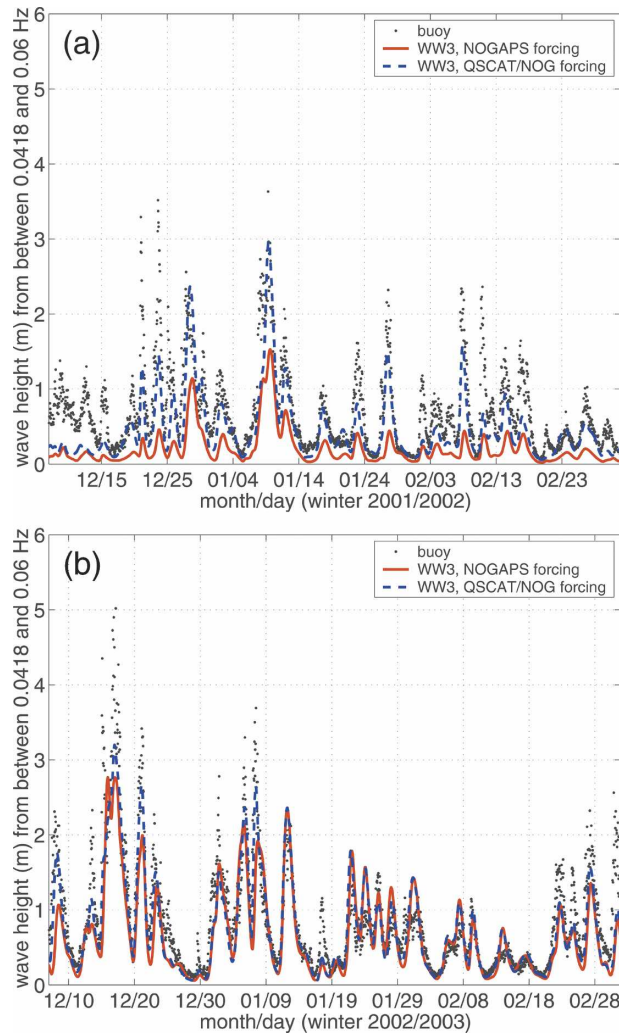 (a)
buoy
WW3, NOGAPS forcing
WW3, QSCAT/NOG forcing
wave height (m) from between 0.0418 and 0.06 Hz
6
5
4
3
2
1
0
12/15 12/25 01/04 01/14 01/24 02/03 02/13 02/23
month/day (winter 2001/2002)
(b)
buoy
WW3, NOGAPS forcing
WW3, QSCAT/NOG forcing
wave height (m) from between 0.0418 and 0.06 Hz
6
5
4
3
2
1
0
12/10 12/20 12/30 01/09 01/19 01/29 02/08 02/18 02/28
month/day (winter 2002/2003)